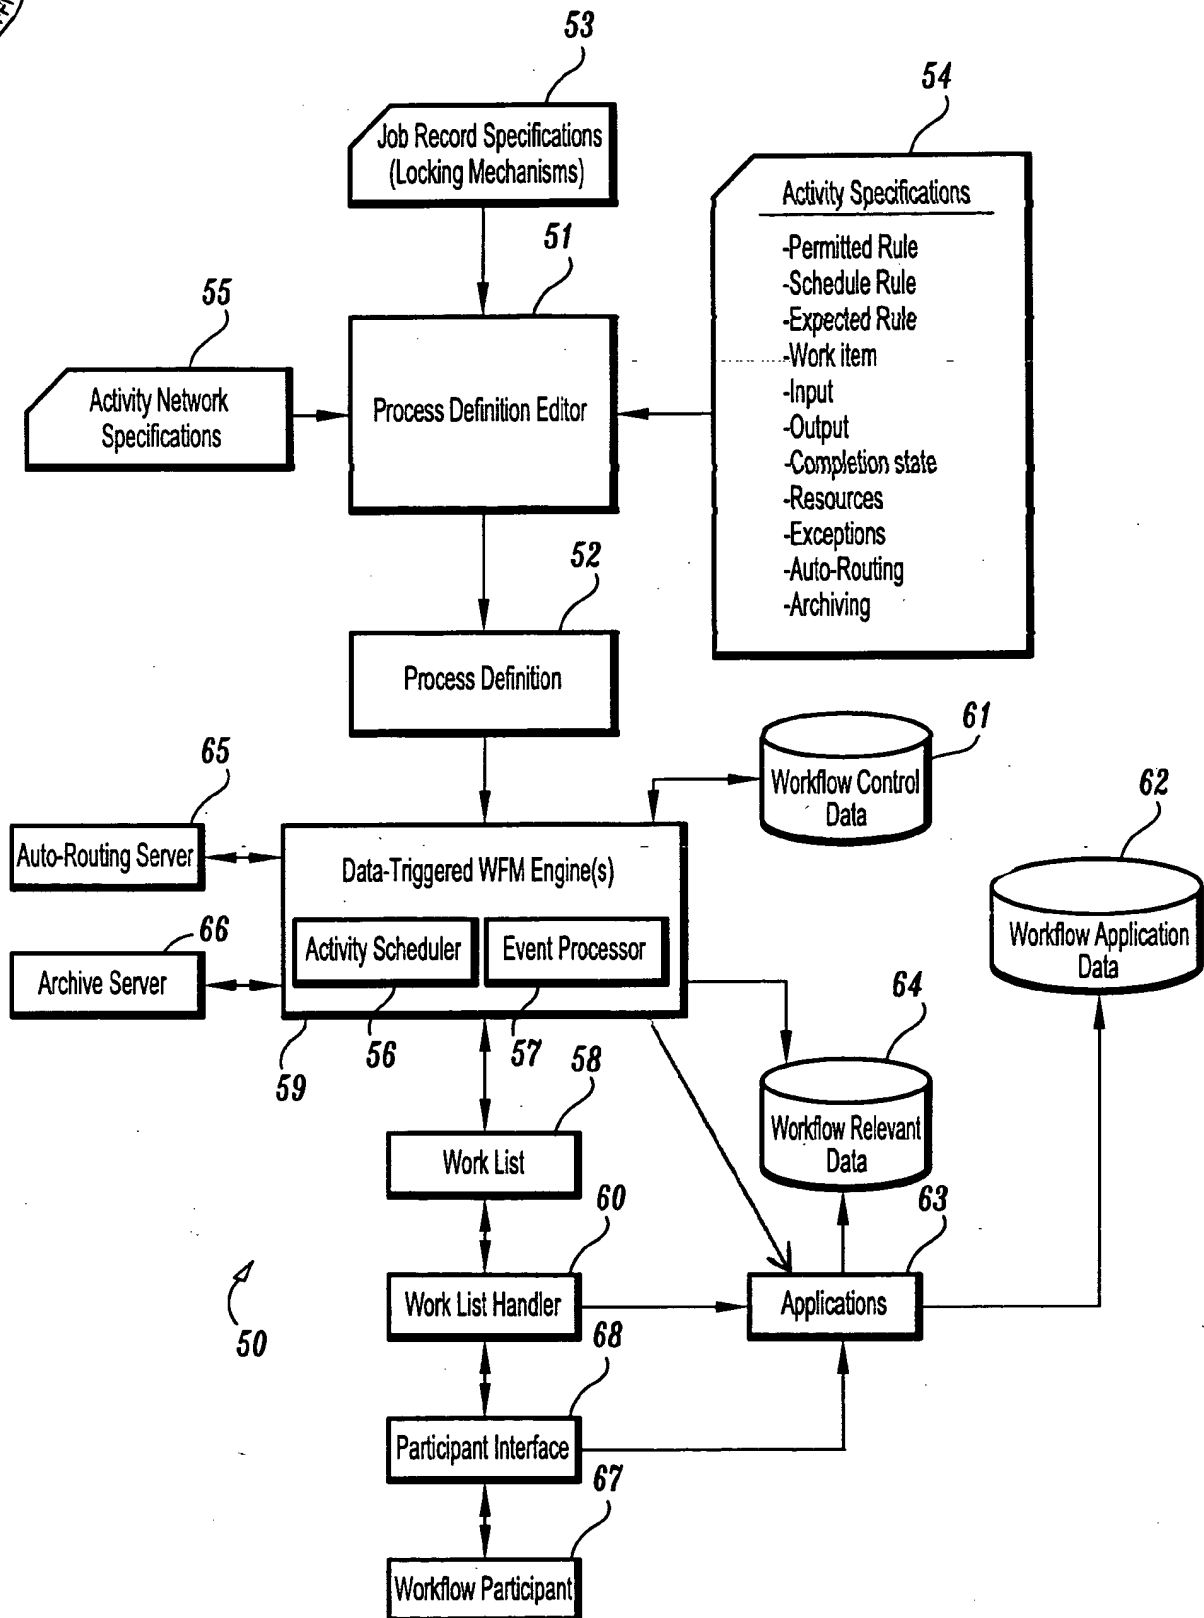 53
Job Record Specifications
(Locking Mechanisms)
54
Activity Specifications
-Permitted Rule
-Schedule Rule
-Expected Rule
-Work item
-Input
-Output
-Completion state
-Resources
-Exceptions
-Auto-Routing
-Archiving
51
Process Definition Editor
55
Activity Network
Specifications
52
Process Definition
61
Workflow Control
Data
62
Workflow Application
Data
65
Auto-Routing Server
Data-Triggered WFM Engine(s)
Activity Scheduler
Event Processor
66
Archive Server
59
56
57
58
64
Workflow Relevant
Data
Work List
60
63
Work List Handler
Applications
50
68
Participant Interface
67
Workflow Participant